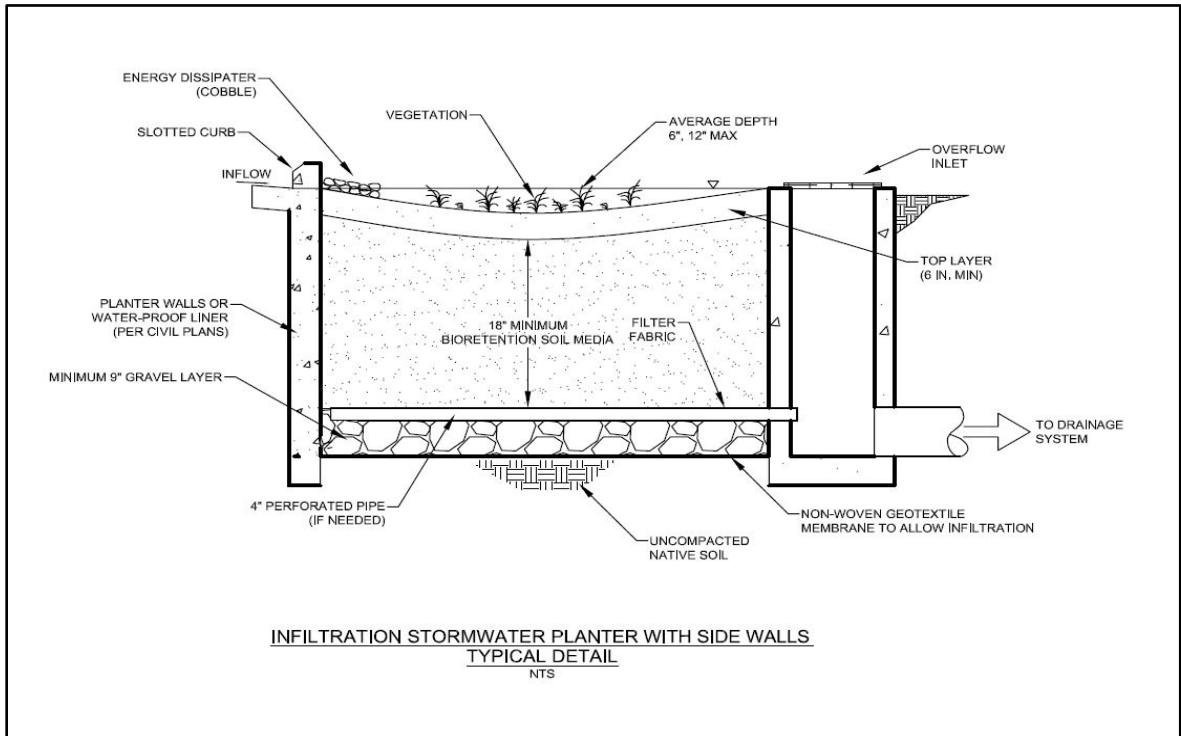 ENERGY DISSIPATER
(COBBLE)
VEGETATION
AVERAGE DEPTH
6", 12" MAX
SLOTTED CURB
OVERFLOW
INLET
INFLOW
TOP LAYER
(6 IN. MIN)
PLANTER WALLS OR
WATER-PROOF LINER
(PER CIVIL PLANS)
18" MINIMUM
BIORETENTION SOIL MEDIA
FILTER
FABRIC
MINIMUM 9" GRAVEL LAYER
TO DRAINAGE
SYSTEM
4" PERFORATED PIPE
(IF NEEDED)
NON-WOVEN GEOTEXTILE
MEMBRANE TO ALLOW INFILTRATION
UNCOMPACTED
NATIVE SOIL
INFILTRATION STORMWATER PLANTER WITH SIDE WALLS
TYPICAL DETAIL
NTS